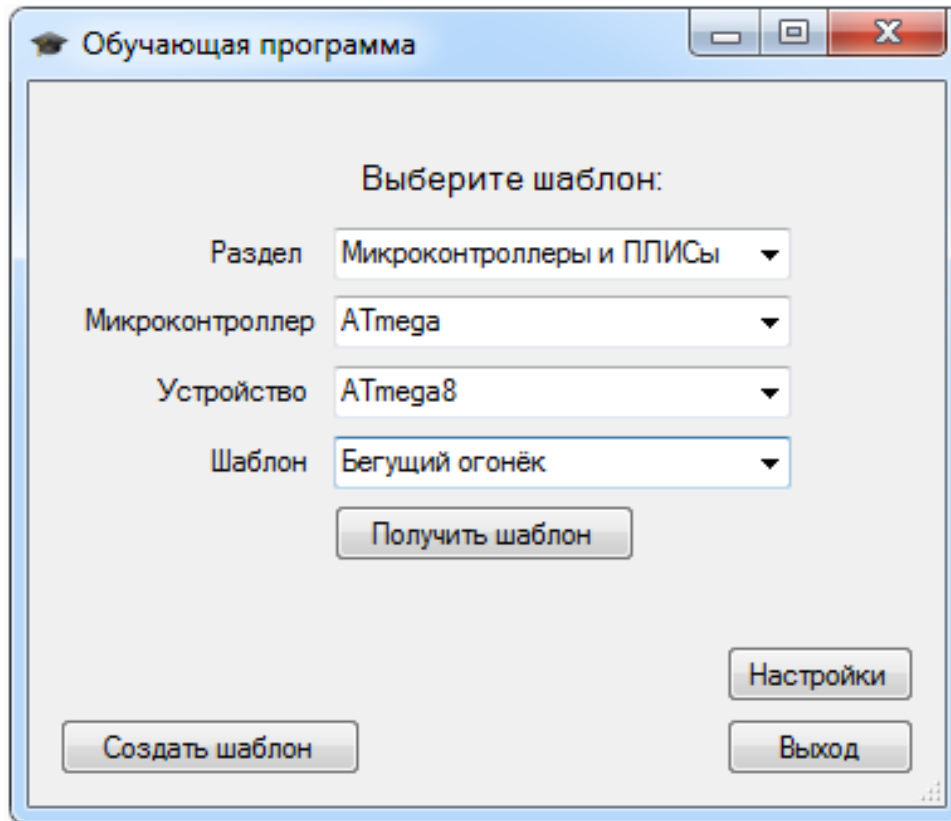 Обучающая программа
Выберите шаблон:
Раздел Микроконтроллеры и ПЛИСы
Микроконтроллер ATmega
Устройство ATmega8
Шаблон Бегущий огонёк
Получить шаблон
Настройки
Создать шаблон Выход